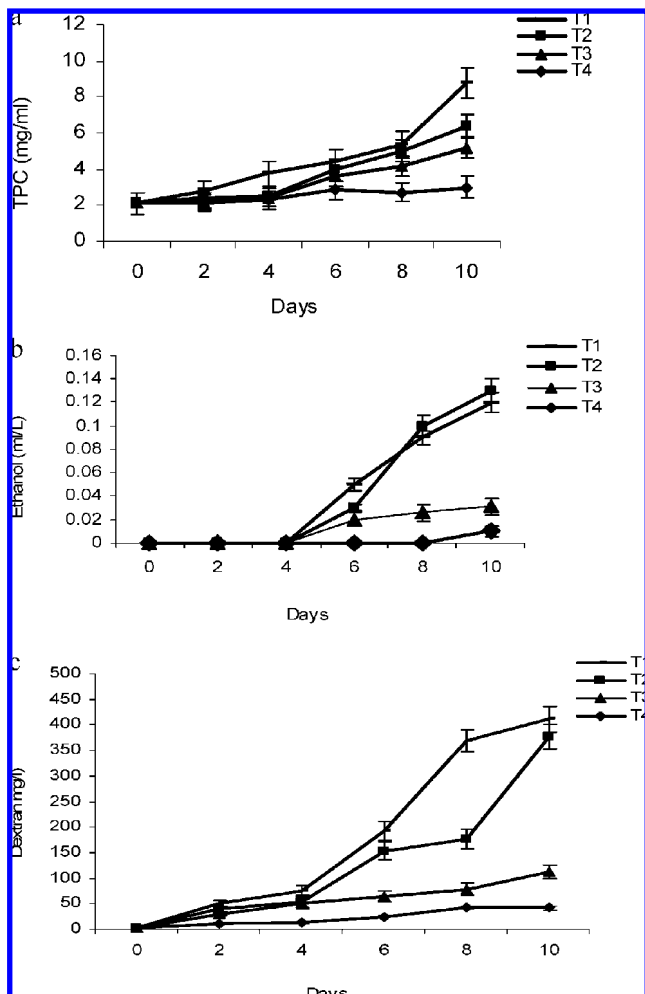 a
T1
T2
T3
T4
12
10
8
6
4
2
0
TPC (mg/ml)
0 2 4 6 8 10
Days
b
T1
T2
T3
T4
0.16
0.14
0.12
0.1
0.08
0.06
0.04
0.02
0
Ethanol (ml/L)
0 2 4 6 8 10
Days
c
T1
T2
T3
T4
500
450
400
350
300
250
200
150
100
50
0
Dextran mg/l)
0 2 4 6 8 10
Days